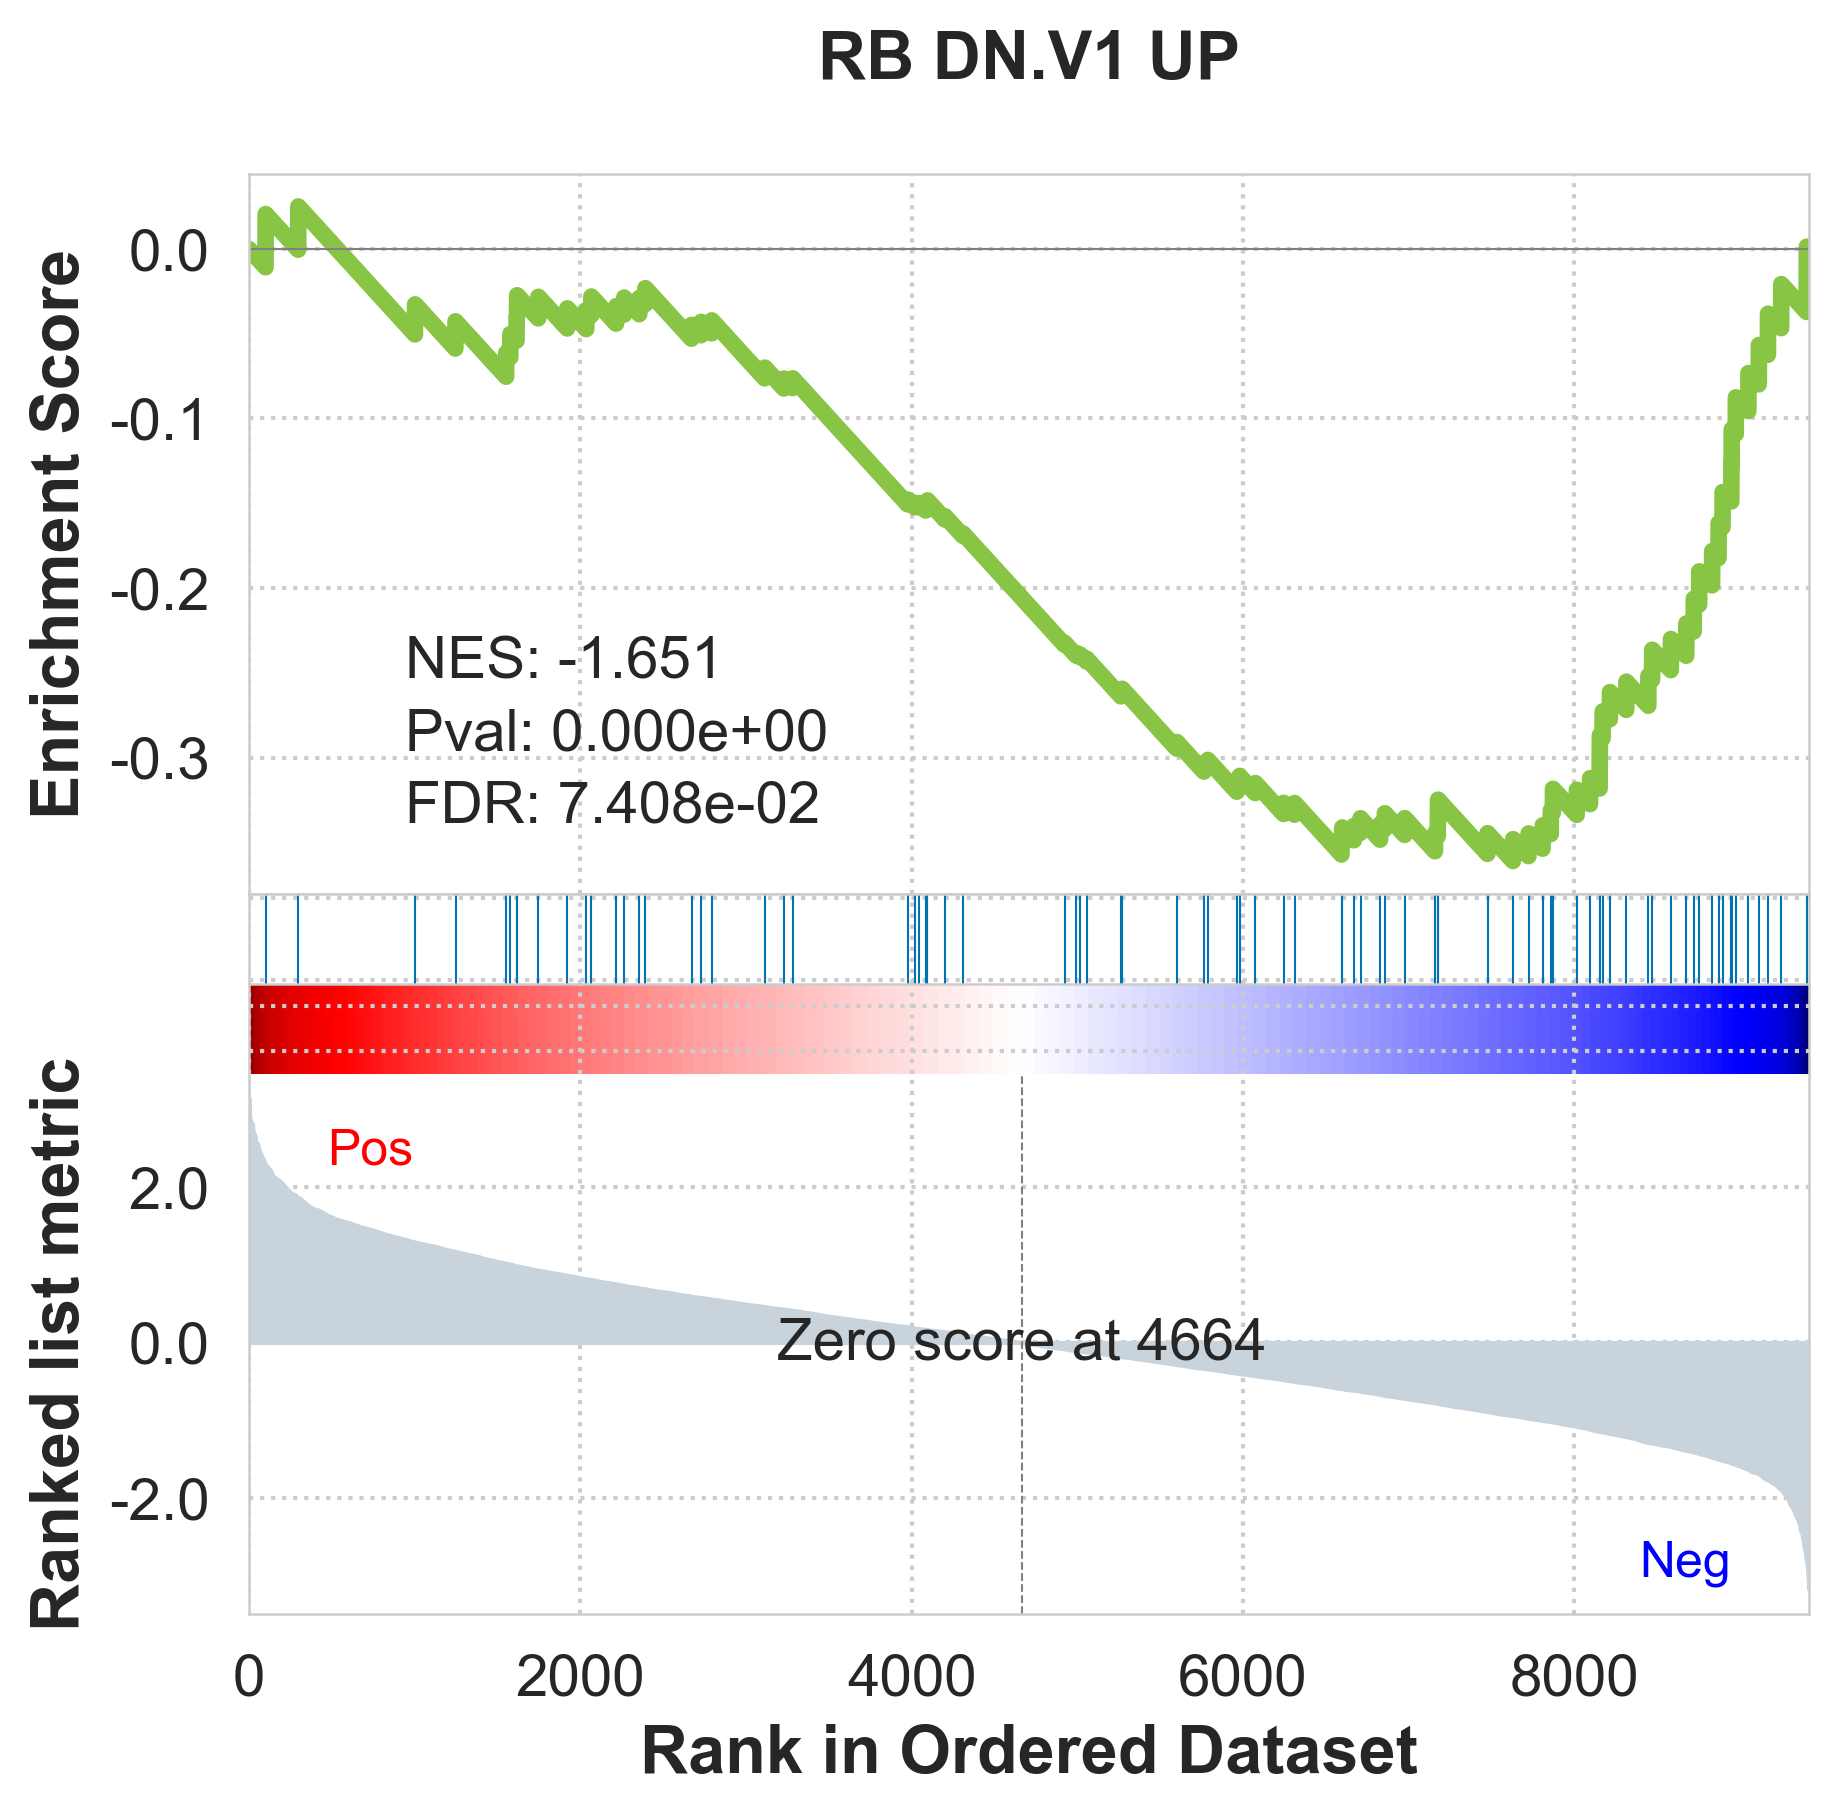 RB DN.V1 UP
Enrichment Score
0.0
-0.1
-0.2
-0.3
NES: -1.651
Pval: 0.000e+00
FDR: 7.408e-02
Ranked list metric
Pos
2.0
0.0
-2.0
Zero score at 4664
Neg
0 2000 4000 6000 8000
Rank in Ordered Dataset